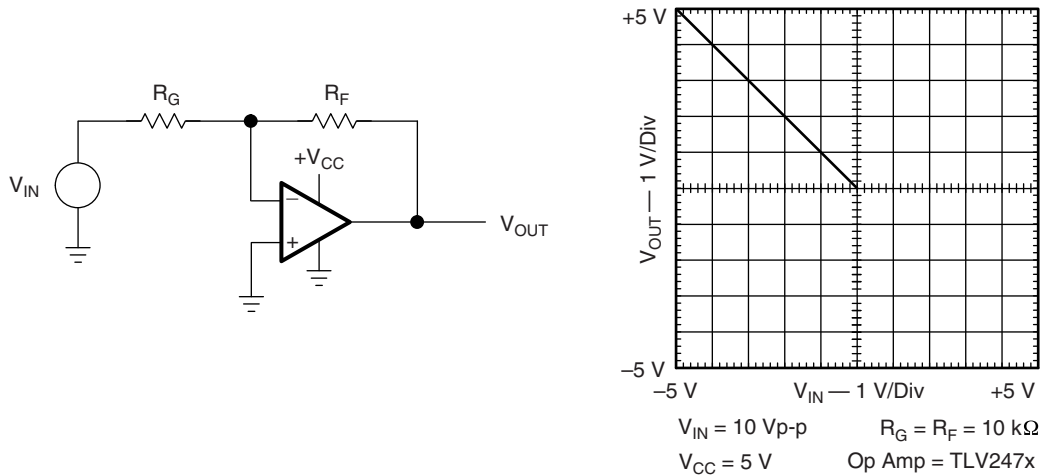 R_G
R_F
+V_CC
V_IN
−
+
V_OUT
+5 V
V_OUT — 1 V/Div
–5 V
–5 V
V_IN — 1 V/Div
+5 V
V_IN = 10 Vp-p
R_G = R_F = 10 kΩ
V_CC = 5 V
Op Amp = TLV247x